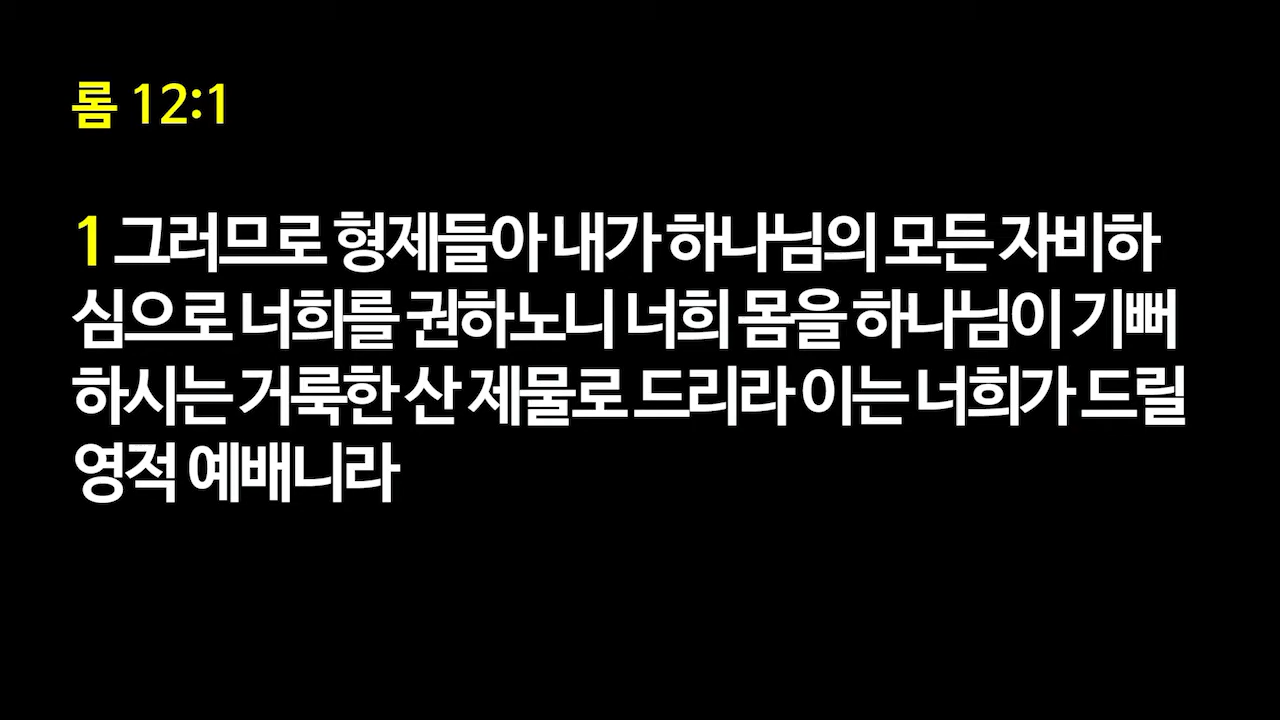 롬 12:1
1 그러므로 형제들아 내가 하나님의 모든 자비하
심으로 너희를 권하노니 너희 몸을 하나님이 기뻐
하시는 거룩한 산 제물로 드리라 이는 너희가 드릴
영적 예배니라